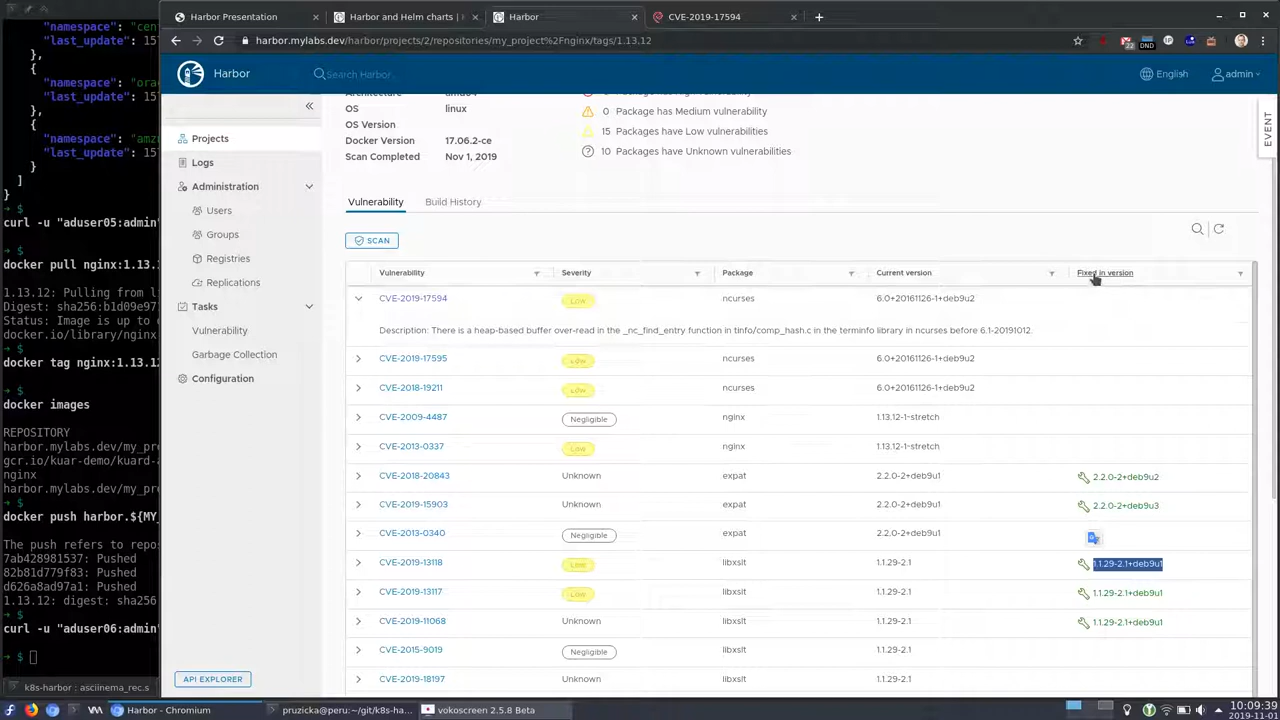 Harbor Presentation
Harbor and Helm charts |
Harbor
CVE-2019-17594
harbor.mylabs.dev/harbor/projects/2/repositories/my_project%2Fnginx/tags/1.13.12
22
DND
Harbor
Search Harbor...
English
admin
EVENT
"namespace": "cen
"last_update": 15
},
{
"namespace": "ora
"last_update": 15
},
{
"namespace": "amz
"last_update": 15
}
]
}
$
curl -u "aduser05:admin"
$
docker pull nginx:1.13.1
1.13.12: Pulling from li
Digest: sha256:b1d09e97
Status: Image is up to
docker.io/library/nginx
$
docker tag nginx:1.13.12
$
docker images
REPOSITORY
harbor.mylabs.dev/my_pro
gcr.io/kuar-demo/kuard-a
nginx
harbor.mylabs.dev/my_pro
$
docker push harbor.${MY_
The push refers to repos
7ab428981537: Pushed
82b81d779f83: Pushed
d626a8ad97a1: Pushed
1.13.12: digest: sha256
$
curl -u "aduser06:admin"
$
k8s-harbor : asciinema_rec.s
Projects
Logs
Administration
Users
Groups
Registries
Replications
Tasks
Vulnerability
Garbage Collection
Configuration
API EXPLORER
Architecture amd64
OS linux
OS Version
Docker Version 17.06.2-ce
Scan Completed Nov 1, 2019
0 Package has Medium vulnerability
15 Packages have Low vulnerabilities
10 Packages have Unknown vulnerabilities
Vulnerability Build History
SCAN
Vulnerability Severity Package Current version Fixed in version
CVE-2019-17594 Low ncurses 6.0+20161126-1+deb9u2
Description: There is a heap-based buffer over-read in the _nc_find_entry function in tinfo/comp_hash.c in the terminfo library in ncurses before 6.1-20191012.
CVE-2019-17595 Low ncurses 6.0+20161126-1+deb9u2
CVE-2018-19211 Low ncurses 6.0+20161126-1+deb9u2
CVE-2009-4487 Negligible nginx 1.13.12-1~stretch
CVE-2013-0337 Low nginx 1.13.12-1~stretch
CVE-2018-20843 Unknown expat 2.2.0-2+deb9u1 2.2.0-2+deb9u2
CVE-2019-15903 Unknown expat 2.2.0-2+deb9u1 2.2.0-2+deb9u3
CVE-2013-0340 Negligible expat 2.2.0-2+deb9u1
CVE-2019-13118 Low libxslt 1.1.29-2.1 1.1.29-2.1+deb9u1
CVE-2019-13117 Low libxslt 1.1.29-2.1 1.1.29-2.1+deb9u1
CVE-2019-11068 Unknown libxslt 1.1.29-2.1 1.1.29-2.1+deb9u1
CVE-2015-9019 Negligible libxslt 1.1.29-2.1
CVE-2019-18197 Unknown libxslt 1.1.29-2.1
Harbor - Chromium
pruzicka@peru:~/git/k8s-ha...
vokoscreen 2.5.8 Beta
10:09:39
2019-11-01